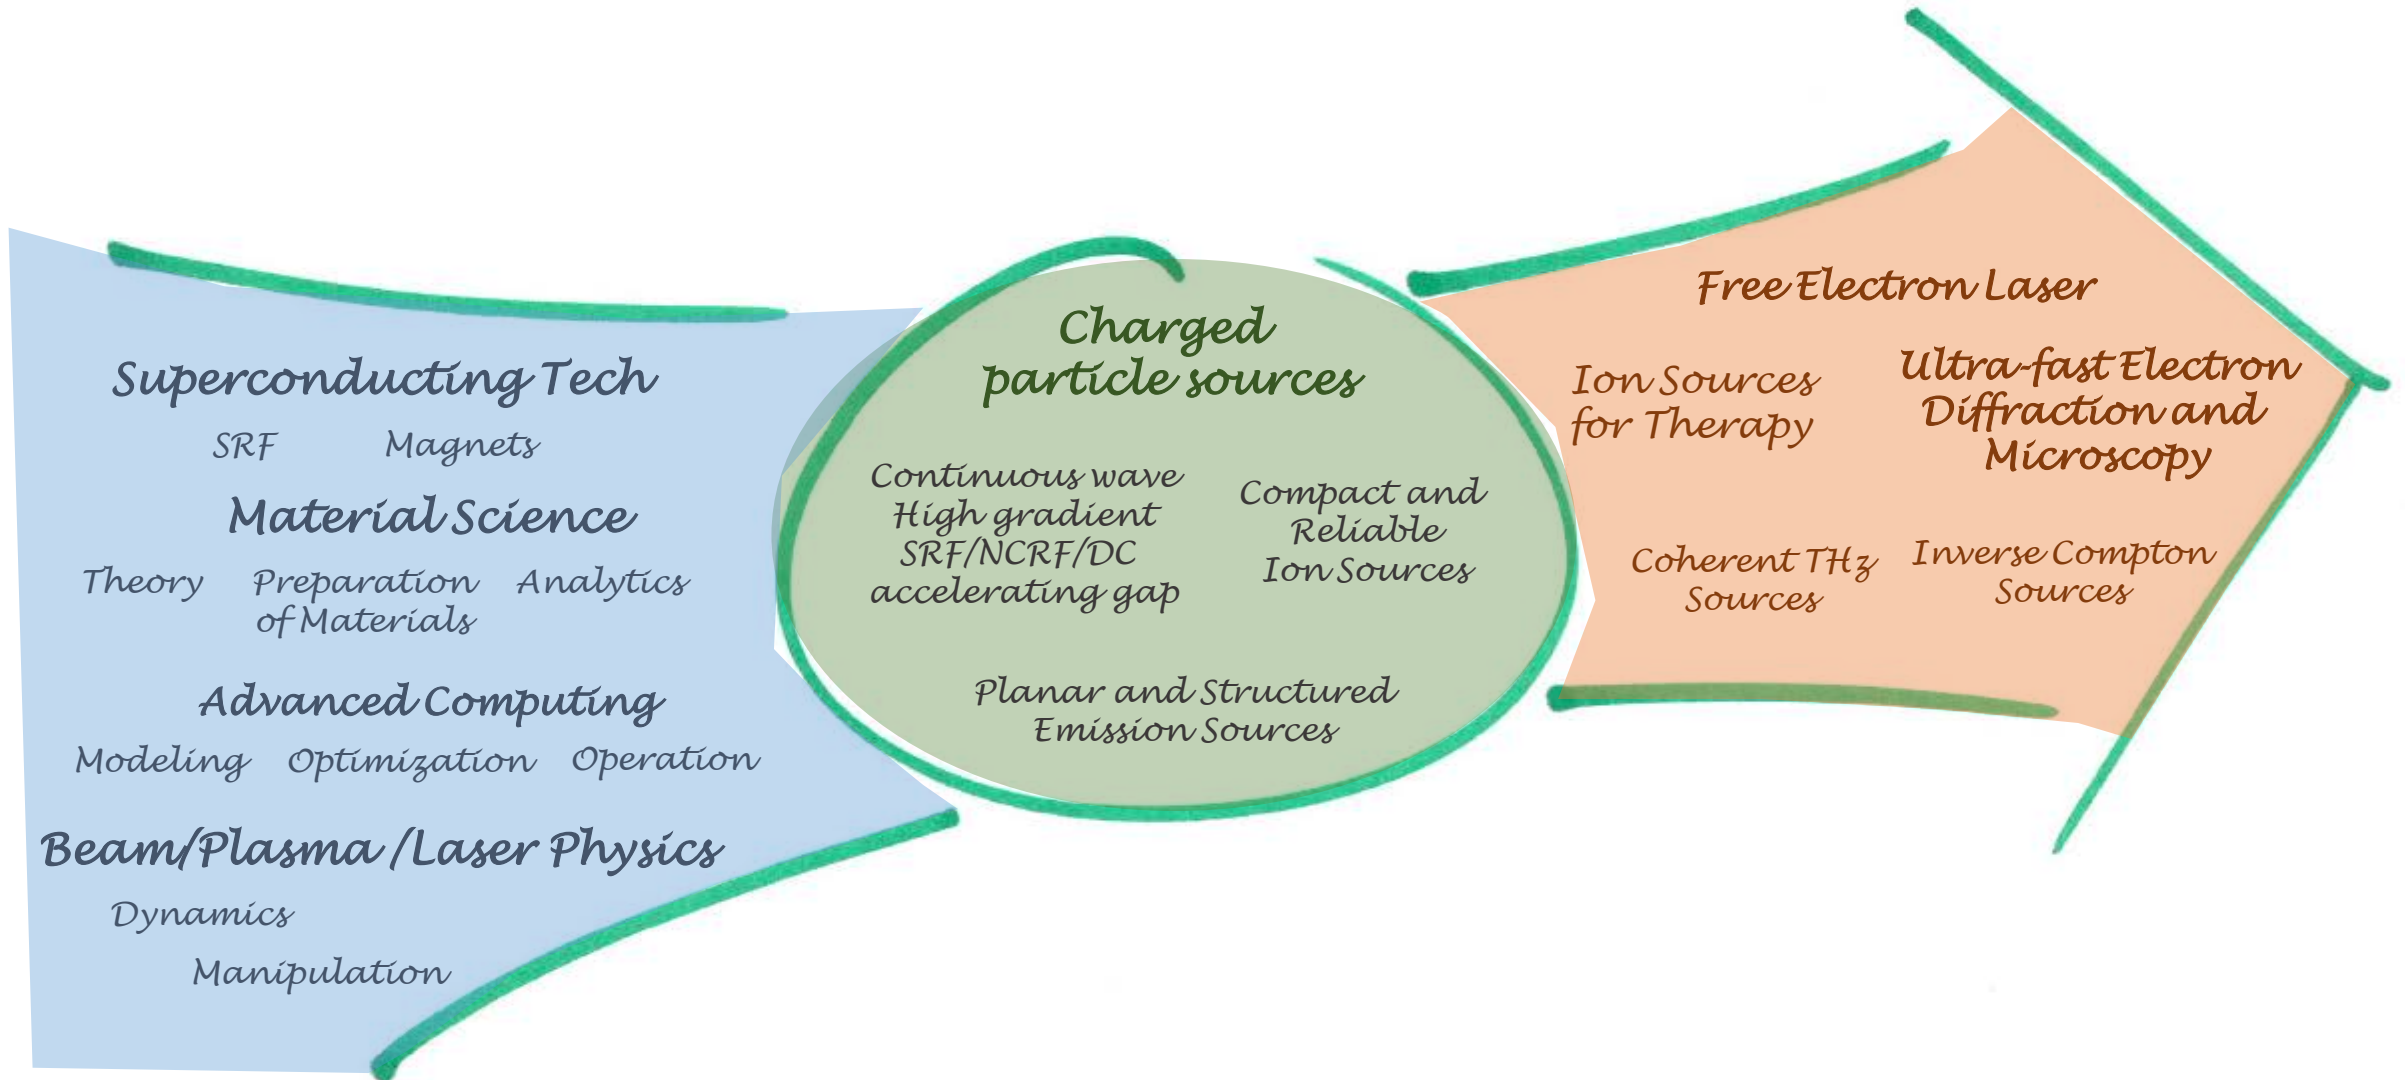 Superconducting Tech
SRF Magnets
Material Science
Theory Preparation Analytics
of Materials
Advanced Computing
Modeling Optimization Operation
Beam/Plasma /Laser Physics
Dynamics
Manipulation
Charged
particle sources
Continuous wave
High gradient
SRF/NCRF/DC
accelerating gap
Compact and
Reliable
Ion Sources
Planar and Structured
Emission Sources
Free Electron Laser
Ion Sources
for Therapy
Ultra-fast Electron
Diffraction and
Microscopy
Coherent THz
Sources
Inverse Compton
Sources